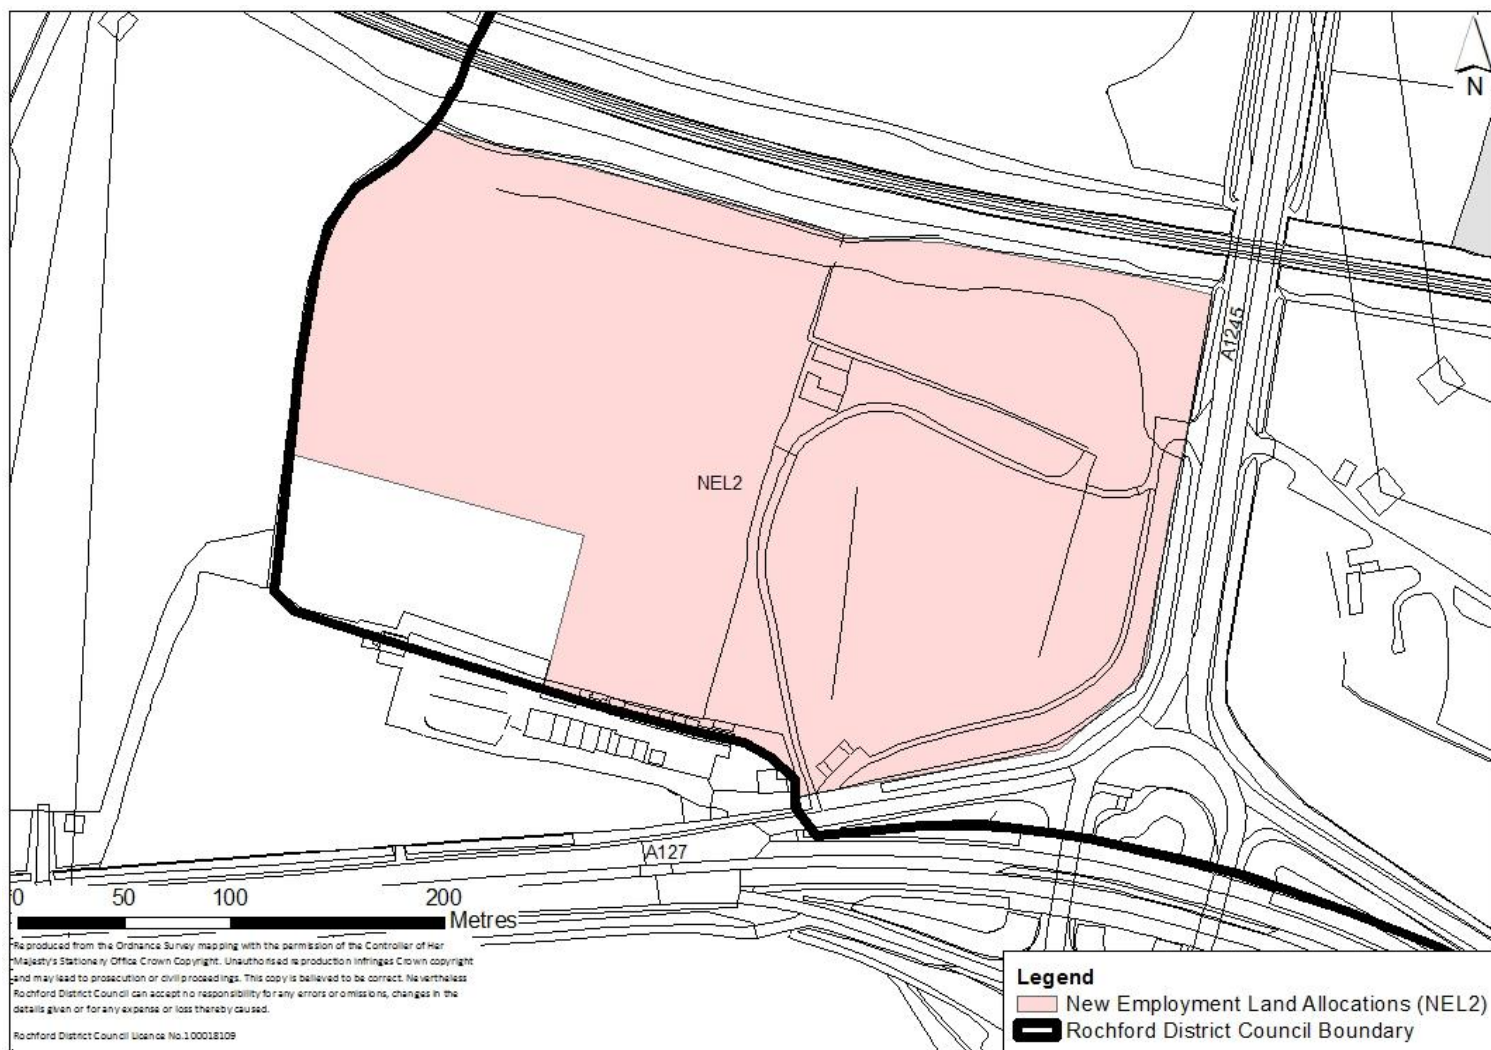 N
A1245
NEL2
A127
0 50 100 200
Metres
Reproduced from the Ordnance Survey mapping with the permission of the Controller of Her
Majesty's Stationery Office Crown Copyright. Unauthorised reproduction infringes Crown copyright
and may lead to prosecution or civil proceedings. This copy is believed to be correct. Nevertheless
Rochford District Council can accept no responsibility for any errors or omissions, changes in the
details given or for any expense or loss thereby caused.
Rochford District Council Licence No.100018109
Legend
New Employment Land Allocations (NEL2)
Rochford District Council Boundary